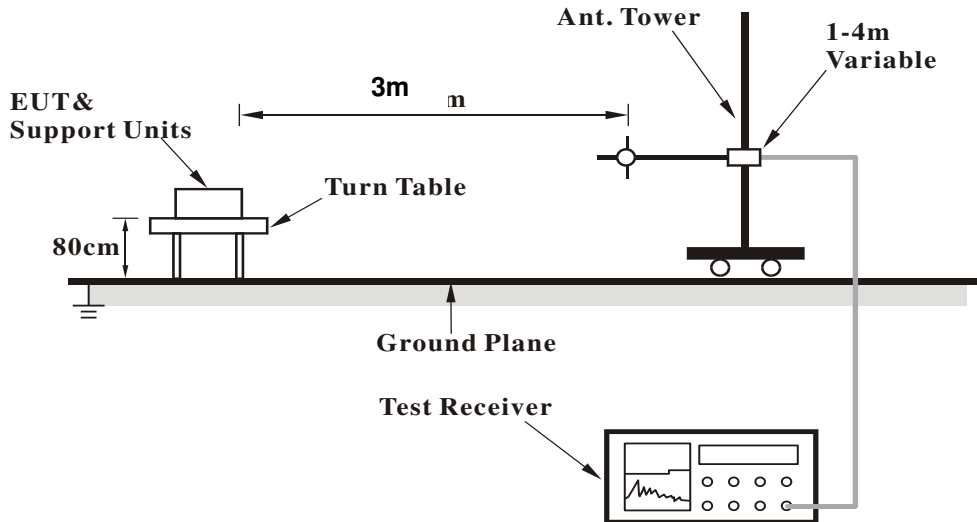 Ant. Tower
1-4m
Variable
EUT&
Support Units
3m
m
Turn Table
80cm
Ground Plane
Test Receiver